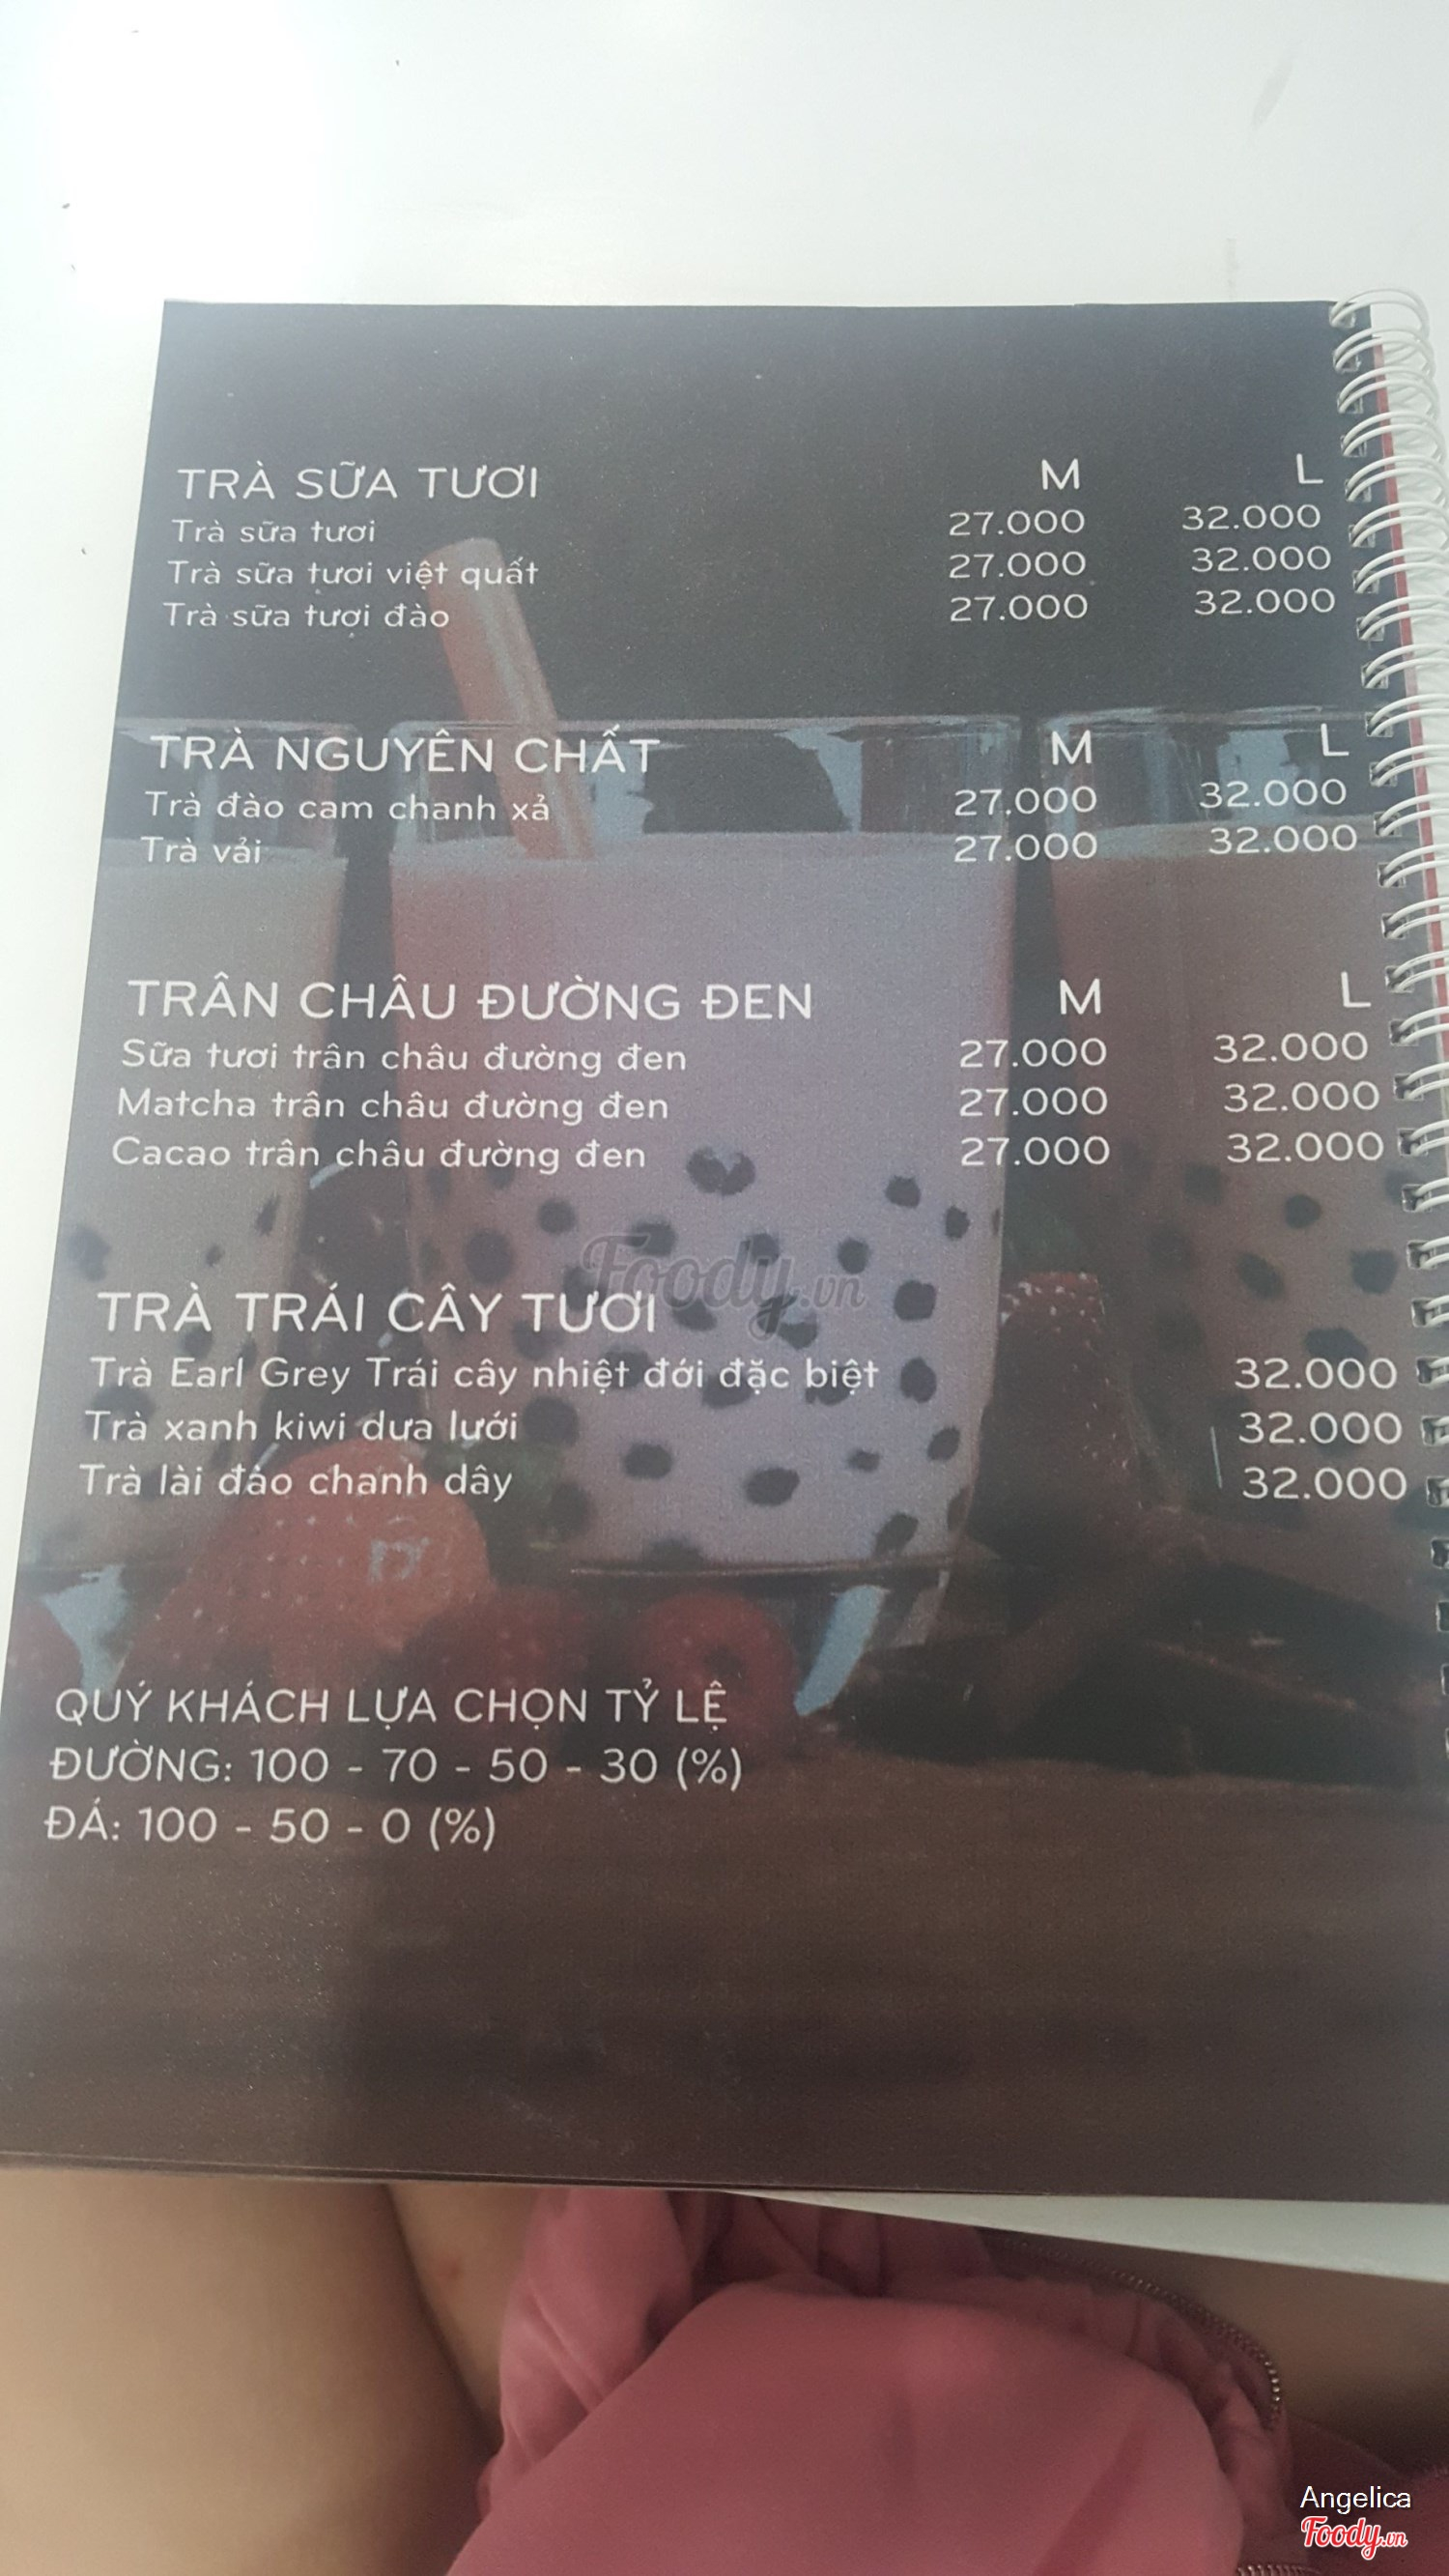 TRÀ SỮA TƯƠI M L
Trà sữa tươi 27.000 32.000
Trà sữa tươi việt quất 27.000 32.000
Trà sữa tươi đào 27.000 32.000
TRÀ NGUYÊN CHẤT M L
Trà đào cam chanh xả 27.000 32.000
Trà vải 27.000 32.000
TRÂN CHÂU ĐƯỜNG ĐEN M L
Sữa tươi trân châu đường đen 27.000 32.000
Matcha trân châu đường đen 27.000 32.000
Cacao trân châu đường đen 27.000 32.000
Foody.vn
TRÀ TRÁI CÂY TƯƠI
Trà Earl Grey Trái cây nhiệt đới đặc biệt 32.000
Trà xanh kiwi dưa lưới 32.000
Trà lài đào chanh dây 32.000
QUÝ KHÁCH LỰA CHỌN TỶ LỆ
ĐƯỜNG: 100 - 70 - 50 - 30 (%)
ĐÁ: 100 - 50 - 0 (%)
Angelica
Foody.vn